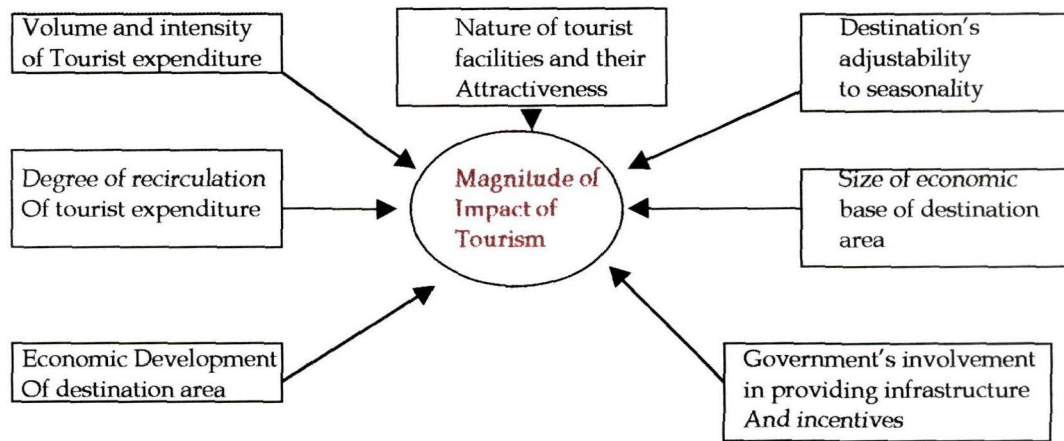 Volume and intensity
of Tourist expenditure
Nature of tourist
facilities and their
Attractiveness
Destination's
adjustability
to seasonality
Degree of recirculation
Of tourist expenditure
Magnitude of
Impact of
Tourism
Size of economic
base of destination
area
Economic Development
Of destination area
Government's involvement
in providing infrastructure
And incentives